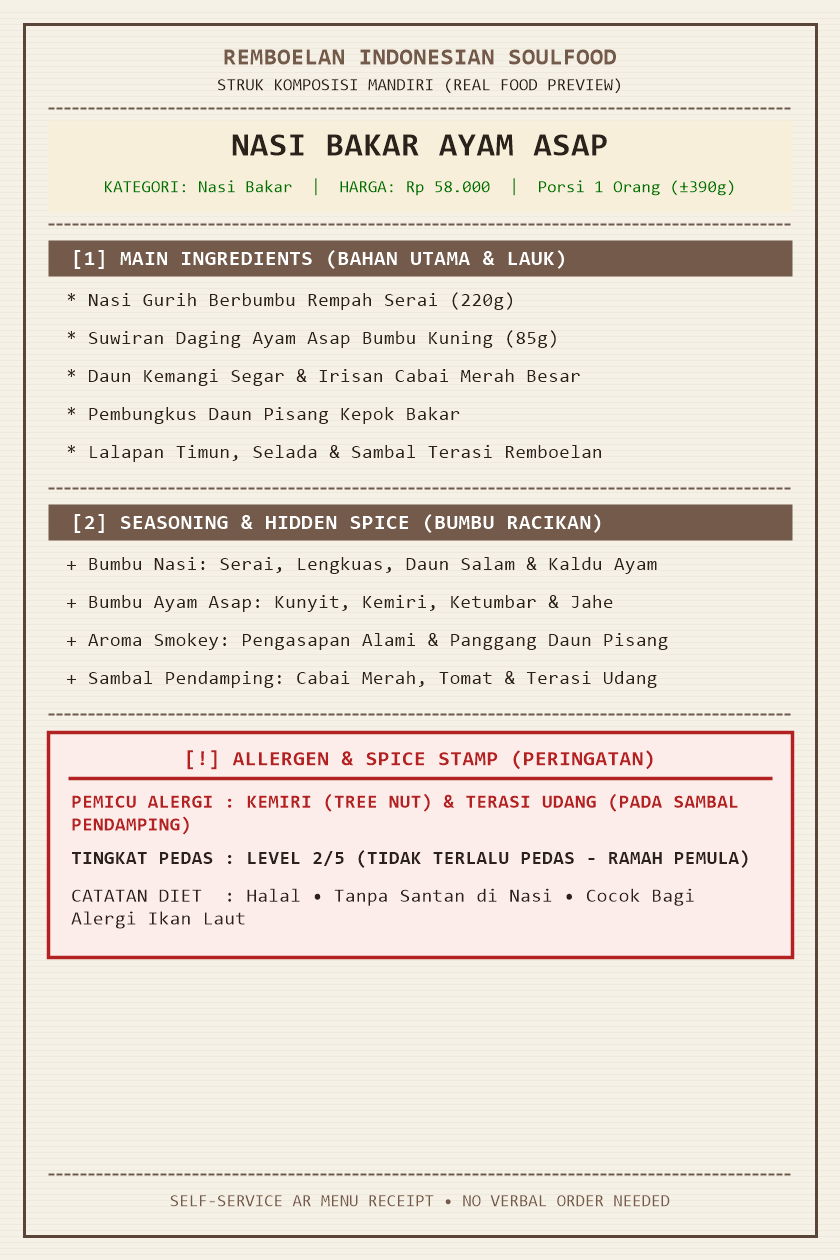 REMBOELAN INDONESIAN SOULFOOD
STRUK KOMPOSISI MANDIRI (REAL FOOD PREVIEW)
NASI BAKAR AYAM ASAP
KATEGORI: Nasi Bakar | HARGA: Rp 58.000 | Porsi 1 Orang (±390g)
[1] MAIN INGREDIENTS (BAHAN UTAMA & LAUK)
* Nasi Gurih Berbumbu Rempah Serai (220g)
* Suwiran Daging Ayam Asap Bumbu Kuning (85g)
* Daun Kemangi Segar & Irisan Cabai Merah Besar
* Pembungkus Daun Pisang Kepok Bakar
* Lalapan Timun, Selada & Sambal Terasi Remboelan
[2] SEASONING & HIDDEN SPICE (BUMBU RACIKAN)
+ Bumbu Nasi: Serai, Lengkuas, Daun Salam & Kaldu Ayam
+ Bumbu Ayam Asap: Kunyit, Kemiri, Ketumbar & Jahe
+ Aroma Smokey: Pengasapan Alami & Panggang Daun Pisang
+ Sambal Pendamping: Cabai Merah, Tomat & Terasi Udang
[!] ALLERGEN & SPICE STAMP (PERINGATAN)
PEMICU ALERGI : KEMIRI (TREE NUT) & TERASI UDANG (PADA SAMBAL
PENDAMPING)
TINGKAT PEDAS : LEVEL 2/5 (TIDAK TERLALU PEDAS - RAMAH PEMULA)
CATATAN DIET  : Halal • Tanpa Santan di Nasi • Cocok Bagi
Alergi Ikan Laut
SELF-SERVICE AR MENU RECEIPT • NO VERBAL ORDER NEEDED